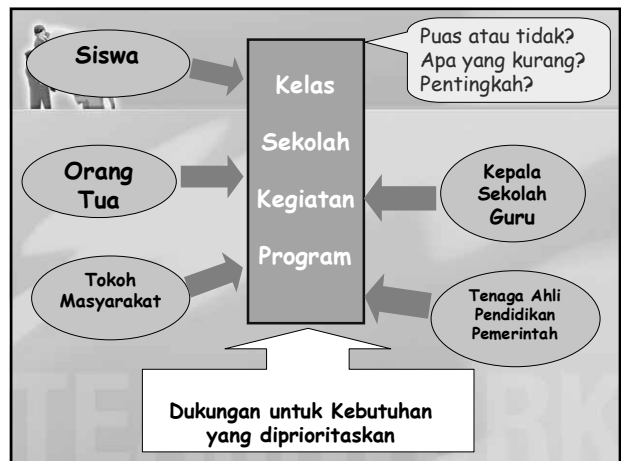 Siswa
Puas atau tidak?
Apa yang kurang?
Pentingkah?
Kelas
Sekolah
Kegiatan
Program
Orang
Tua
Kepala
Sekolah
Guru
Tokoh
Masyarakat
Tenaga Ahli
Pendidikan
Pemerintah
Dukungan untuk Kebutuhan
yang diprioritaskan